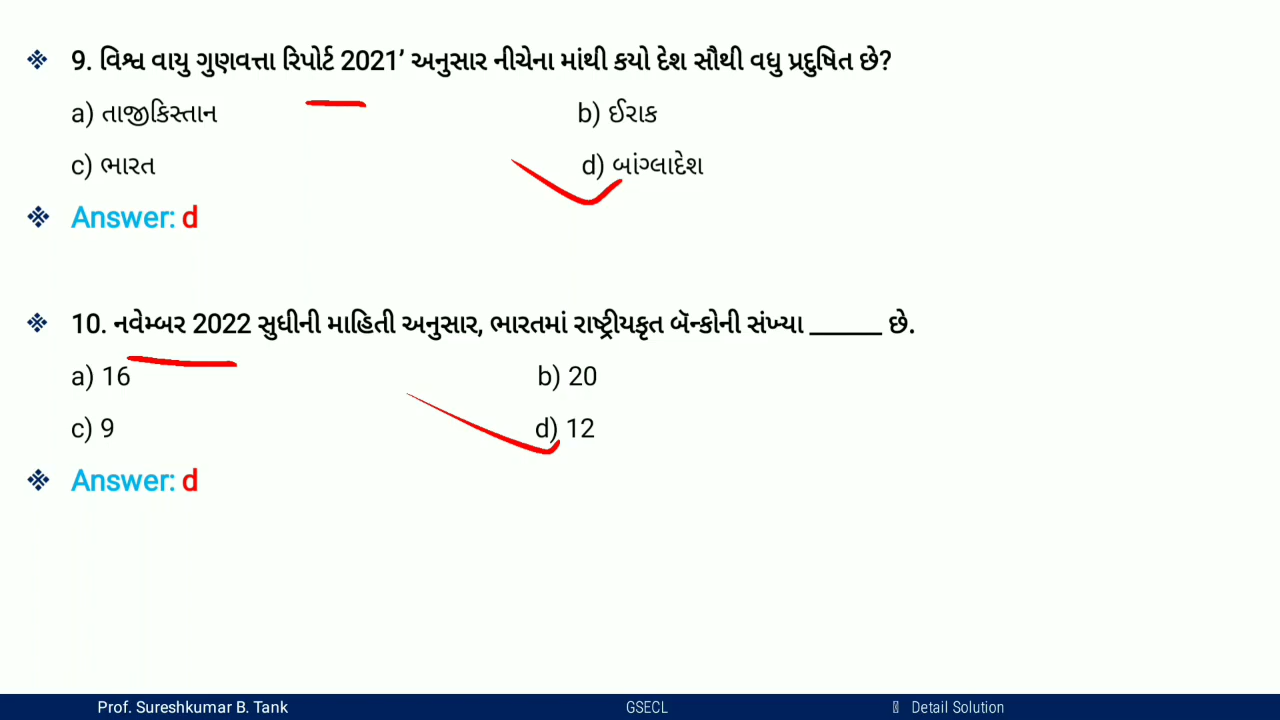 ❖ 9. વિશ્વ વાયુ ગુણવત્તા રિપોર્ટ 2021’ અનુસાર નીચેના માંથી કયો દેશ સૌથી વધુ પ્રદુષિત છે?
a) તાજીકિસ્તાન b) ઈરાક
c) ભારત d) બાંગ્લાદેશ
❖ Answer: d
❖ 10. નવેમ્બર 2022 સુધીની માહિતી અનુસાર, ભારતમાં રાષ્ટ્રીયકૃત બૅન્કોની સંખ્યા ______ છે.
a) 16 b) 20
c) 9 d) 12
❖ Answer: d
Prof. Sureshkumar B. Tank GSECL Detail Solution